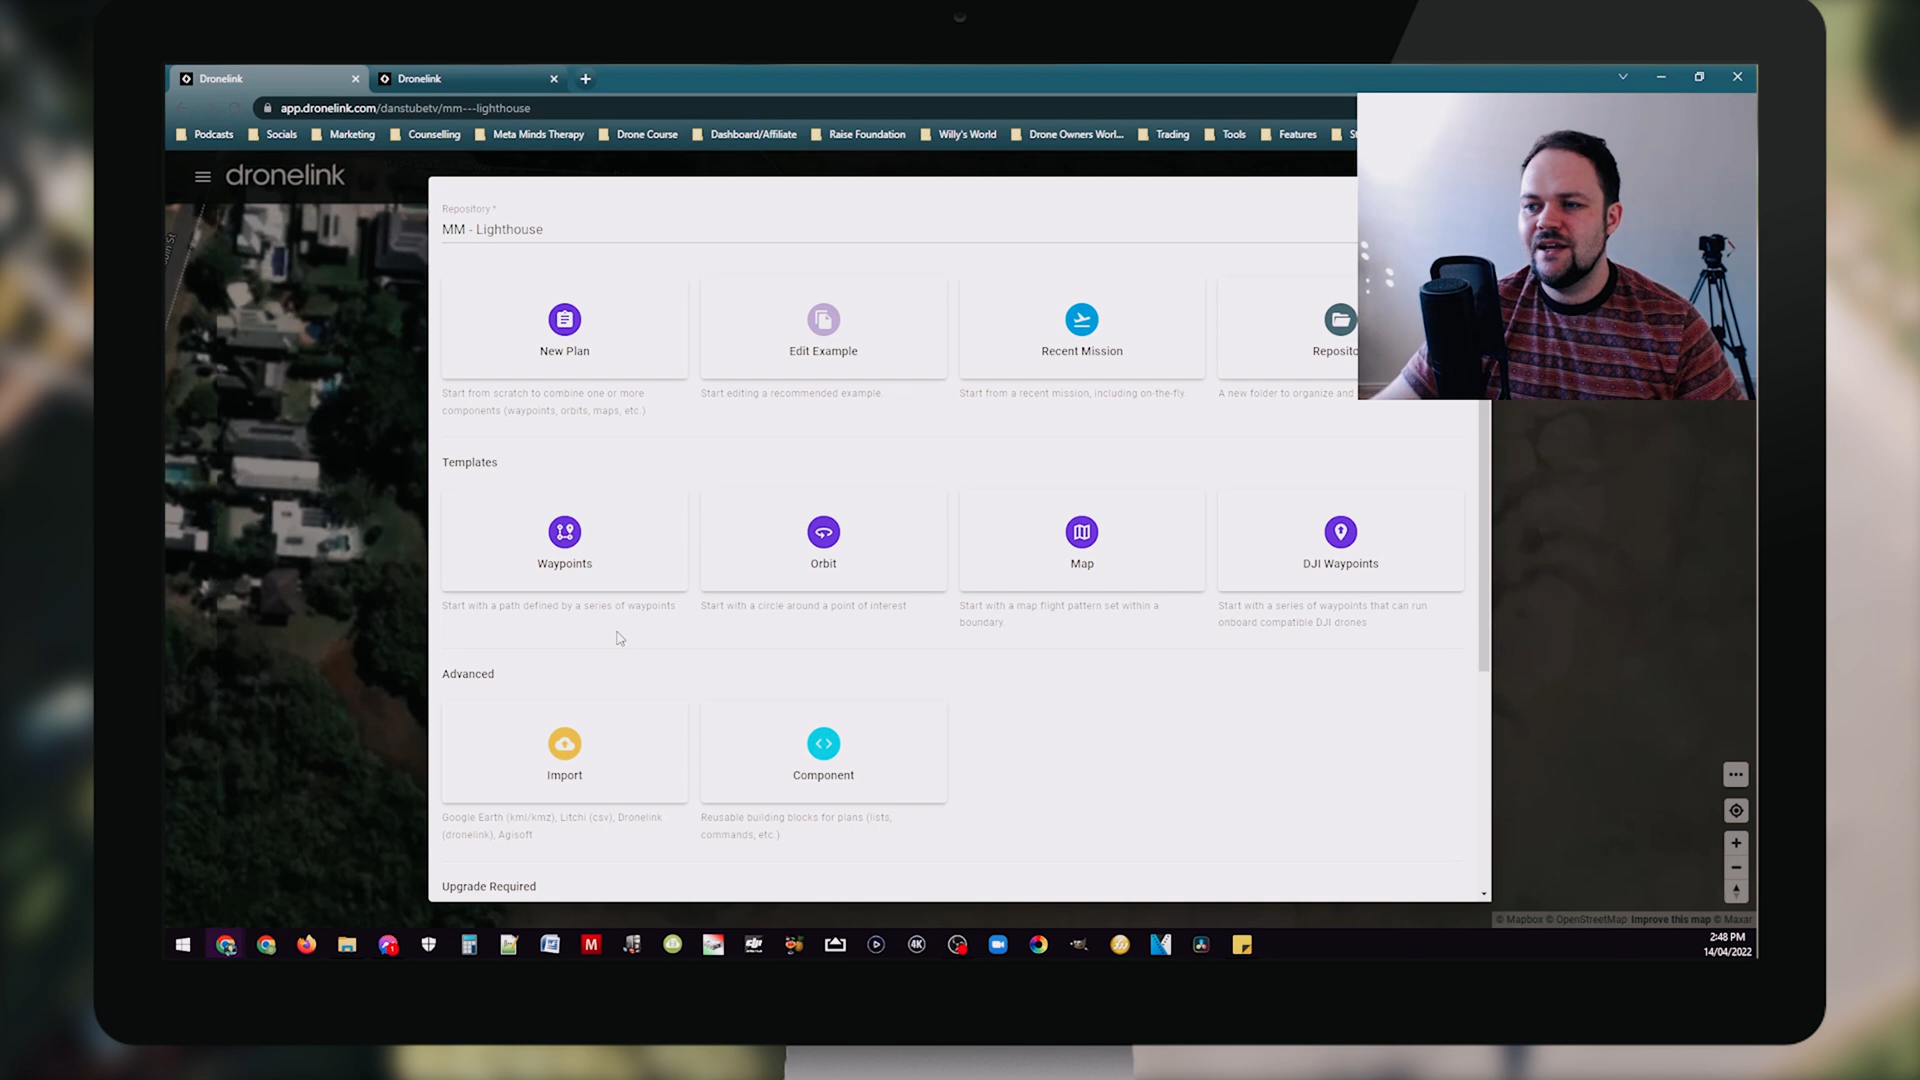 Dronelink
Dronelink
app.dronelink.com/danstubetv/mm---lighthouse
Podcasts
Socials
Marketing
Counselling
Meta Minds Therapy
Drone Course
Dashboard/Affiliate
Raise Foundation
Willy's World
Drone Owners Worl...
Trading
Tools
Features
St
dronelink
Repository *
MM - Lighthouse
New Plan
Edit Example
Recent Mission
Reposito
Start from scratch to combine one or more
components (waypoints, orbits, maps, etc.)
Start editing a recommended example.
Start from a recent mission, including on-the-fly.
A new folder to organize and
Templates
Waypoints
Orbit
Map
DJI Waypoints
Start with a path defined by a series of waypoints
Start with a circle around a point of interest
Start with a map flight pattern set within a
boundary.
Start with a series of waypoints that can run
onboard compatible DJI drones
Advanced
Import
Component
Google Earth (kml/kmz), Litchi (csv), Dronelink
(dronelink), Agisoft
Reusable building blocks for plans (lists,
commands, etc.)
Upgrade Required
© Mapbox © OpenStreetMap Improve this map © Maxar
M
4K
2:48 PM
14/04/2022